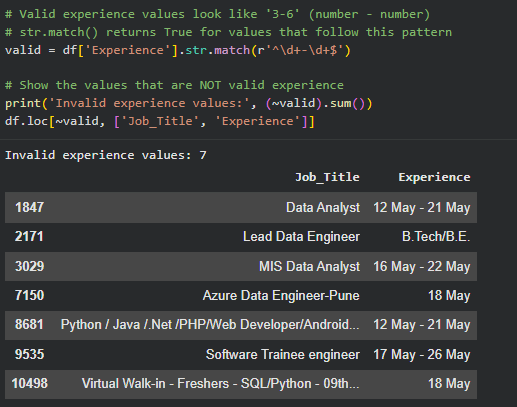 # Valid experience values look like '3-6' (number - number)
# str.match() returns True for values that follow this pattern
valid = df['Experience'].str.match(r'^\d+-\d+$')
# Show the values that are NOT valid experience
print('Invalid experience values:', (~valid).sum())
df.loc[~valid, ['Job_Title', 'Experience']]
Invalid experience values: 7
Job_Title Experience
1847 Data Analyst 12 May - 21 May
2171 Lead Data Engineer B.Tech/B.E.
3029 MIS Data Analyst 16 May - 22 May
7150 Azure Data Engineer-Pune 18 May
8681 Python / Java /.Net /PHP/Web Developer/Android... 12 May - 21 May
9535 Software Trainee engineer 17 May - 26 May
10498 Virtual Walk-in - Freshers - SQL/Python - 09th... 18 May